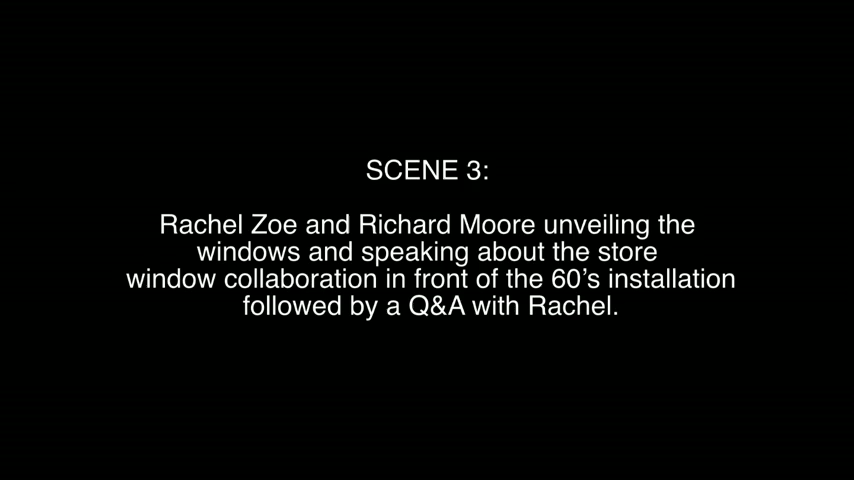 SCENE 3:
Rachel Zoe and Richard Moore unveiling the
windows and speaking about the store
window collaboration in front of the 60’s installation
followed by a Q&A with Rachel.